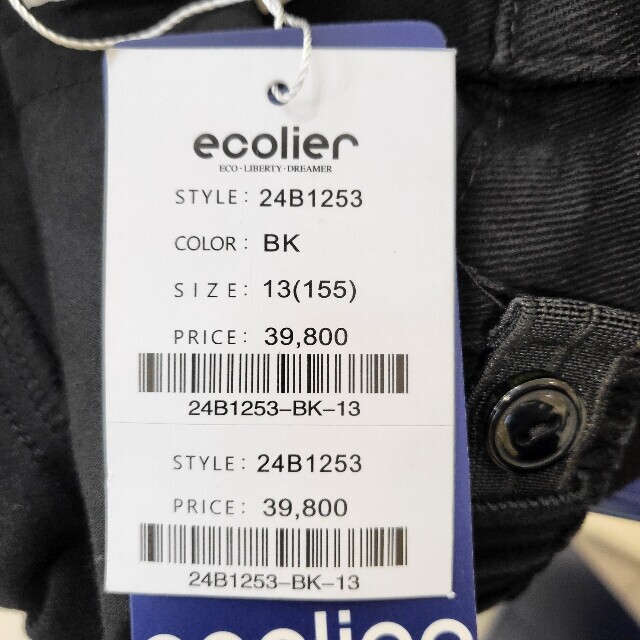 ecolier
ECO · LIBERTY · DREAMER
STYLE: 24B1253
COLOR: BK
SIZE: 13(155)
PRICE: 39,800
24B1253-BK-13
STYLE: 24B1253
PRICE: 39,800
24B1253-BK-13
ecolier